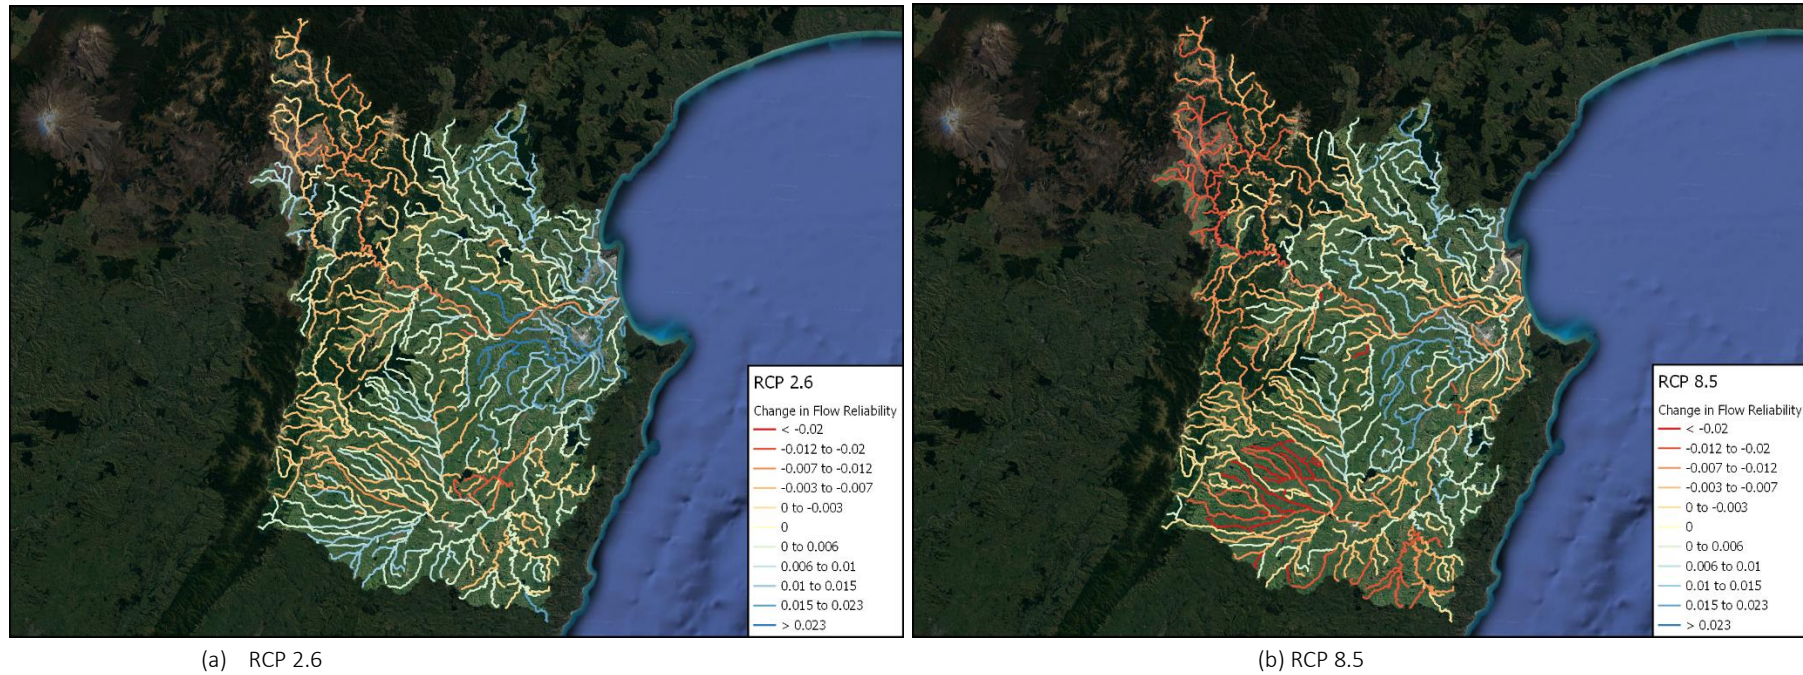 RCP 2.6
Change in Flow Reliability
< -0.02
-0.012 to -0.02
-0.007 to -0.012
-0.003 to -0.007
0 to -0.003
0
0 to 0.006
0.006 to 0.01
0.01 to 0.015
0.015 to 0.023
> 0.023
RCP 8.5
Change in Flow Reliability
< -0.02
-0.012 to -0.02
-0.007 to -0.012
-0.003 to -0.007
0 to -0.003
0
0 to 0.006
0.006 to 0.01
0.01 to 0.015
0.015 to 0.023
> 0.023
(a) RCP 2.6
(b) RCP 8.5